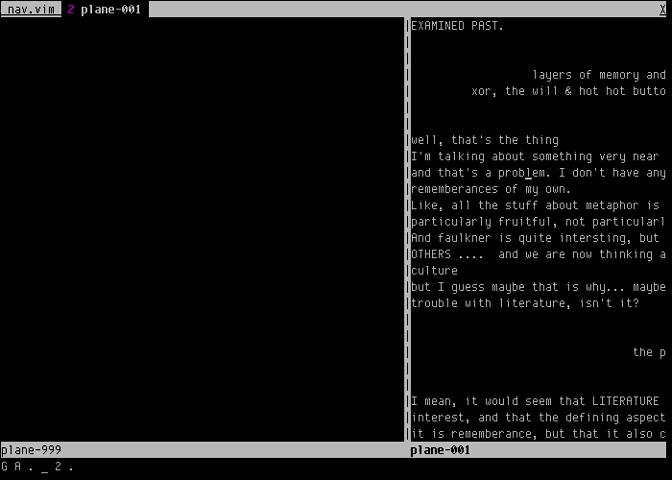 nav.vim 2 plane-001 X
EXAMINED PAST.
layers of memory and
xor, the will & hot hot butto
well, that's the thing
I'm talking about something very near
and that's a problem. I don't have any
rememberances of my own.
Like, all the stuff about metaphor is
particularly fruitful, not particularl
And faulkner is quite intersting, but
OTHERS .... and we are now thinking a
culture
but I guess maybe that is why... maybe
trouble with literature, isn't it?
the p
I mean, it would seem that LITERATURE
interest, and that the defining aspect
it is rememberance, but that it also c
plane-999 plane-001
G A . _ 2 .